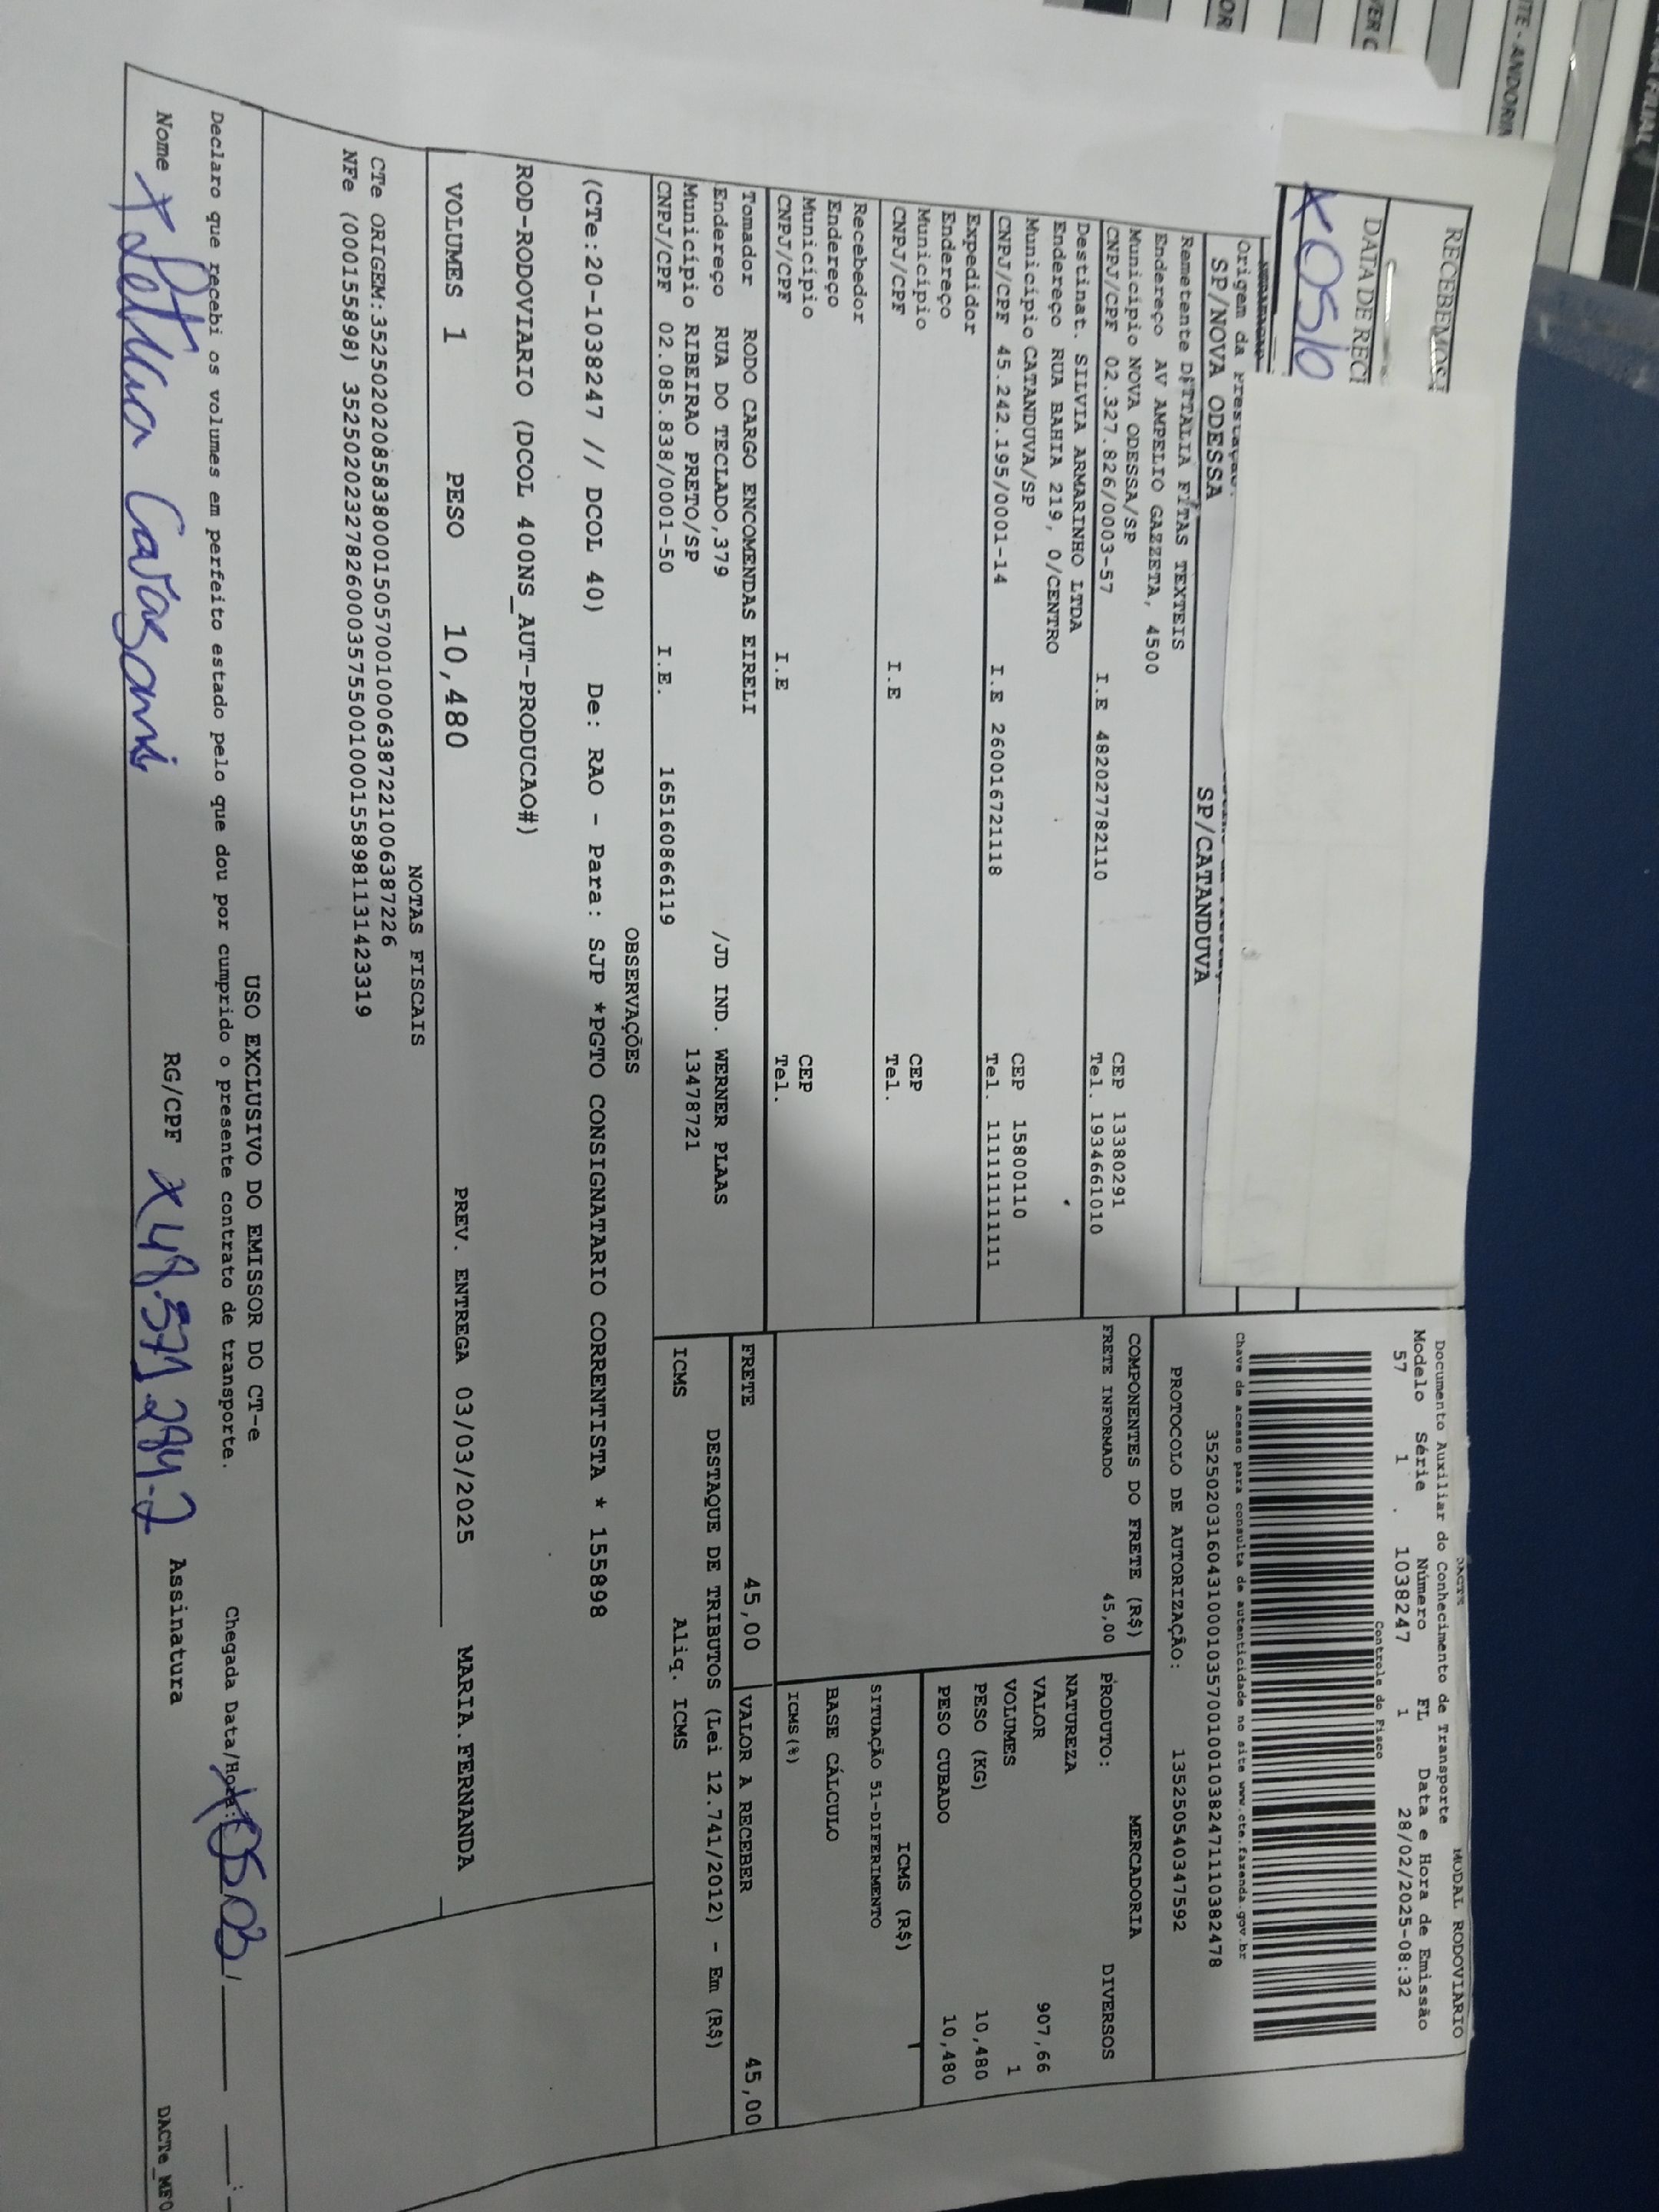 RECEBEMOS
DATA DE RECE
DACTE
MODAL RODOVIARIO
Documento Auxiliar do Conhecimento de Transporte
Modelo Série Número FL Data e Hora de Emissão
57 1 . 1038247 1 28/02/2025-08:32
Controle do Fisco
Chave de acesso para consulta de autenticidade no site www.cte.fazenda.gov.br
35250203160431000103570010010382471110382478
PROTOCOLO DE AUTORIZAÇÃO: 135250540347592
Origem da Prestação:
SP/NOVA ODESSA SP/CATANDUVA
Remetente DITTALIA FITAS TEXTEIS
Endereço AV AMPELIO GAZZETA, 4500
Município NOVA ODESSA/SP CEP 13380291
CNPJ/CPF 02.327.826/0003-57 I.E 482027782110 Tel. 1934661010
Destinat. SILVIA ARMARINHO LTDA
Endereço RUA BAHIA 219, 0/CENTRO
Município CATANDUVA/SP CEP 15800110
CNPJ/CPF 45.242.195/0001-14 I.E 260016721118 Tel. 11111111111
Expedidor
Endereço
Município CEP
CNPJ/CPF I.E Tel.
Recebedor
Endereço
Município CEP
CNPJ/CPF I.E Tel.
Tomador RODO CARGO ENCOMENDAS EIRELI
Endereço RUA DO TECLADO,379 /JD IND. WERNER PLAAS
Município RIBEIRAO PRETO/SP 13478721
CNPJ/CPF 02.085.838/0001-50 I.E. 165160866119
COMPONENTES DO FRETE (R$)
FRETE INFORMADO 45,00
MERCADORIA
PRODUTO: DIVERSOS
NATUREZA
VALOR 907,66
VOLUMES 1
PESO (KG) 10,480
PESO CUBADO 10,480
ICMS (R$)
SITUAÇÃO 51-DIFERIMENTO
BASE CÁLCULO
ICMS(%)
FRETE 45,00 VALOR A RECEBER 45,00
DESTAQUE DE TRIBUTOS (Lei 12.741/2012) - Em (R$)
ICMS Aliq. ICMS
OBSERVAÇÕES
(CTe:20-1038247 // DCOL 40) De: RAO - Para: SJP *PGTO CONSIGNATARIO CORRENTISTA * 155898
ROD-RODOVIARIO (DCOL 400NS_AUT-PRODUCAO#)
VOLUMES 1 PESO 10,480 PREV. ENTREGA 03/03/2025 MARIA.FERNANDA
NOTAS FISCAIS
CTe ORIGEM:35250202085838000150570010006387221006387226
NFe (000155898) 35250202327826000357550010001558981131423319
USO EXCLUSIVO DO EMISSOR DO CT-e
Declaro que recebi os volumes em perfeito estado pelo que dou por cumprido o presente contrato de transporte. Chegada Data/Hora: x 05 03 /
Nome x Leticia Cavasani RG/CPF x 48.571.284-2 Assinatura
DACTe_MF0